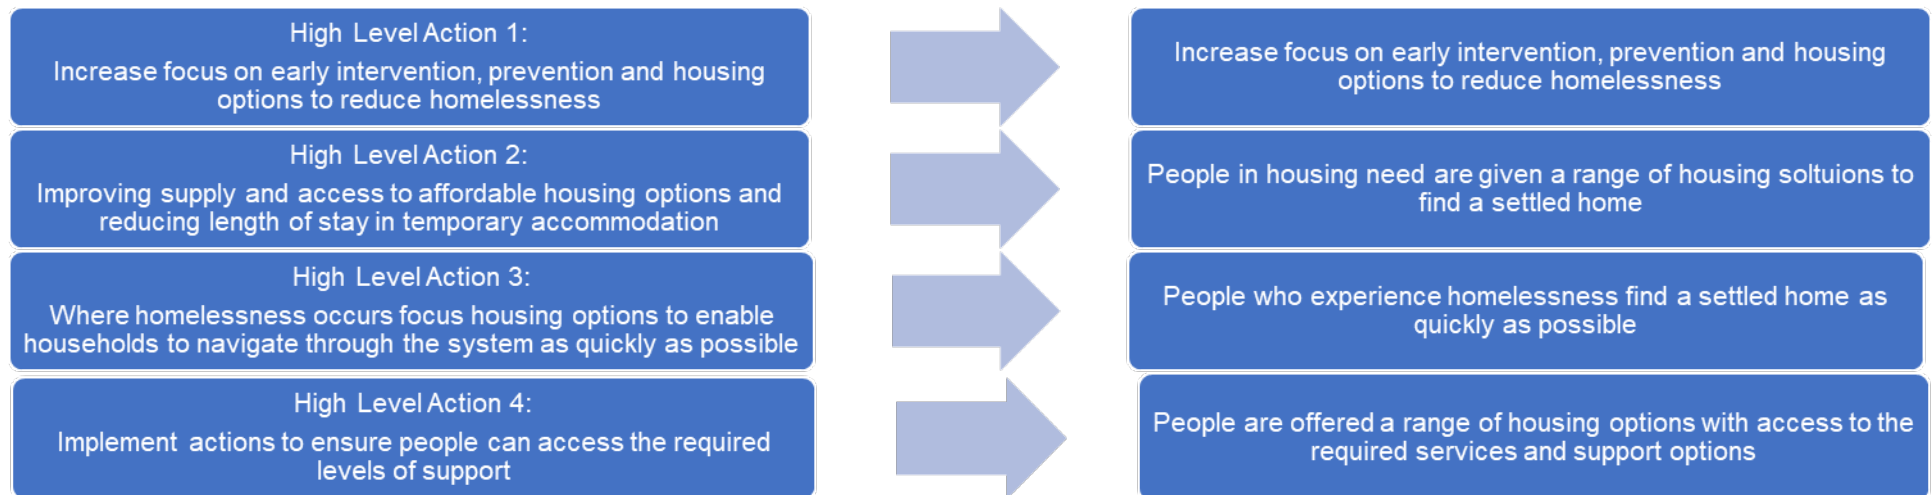 High Level Action 1:
Increase focus on early intervention, prevention and housing
options to reduce homelessness
Increase focus on early intervention, prevention and housing
options to reduce homelessness
High Level Action 2:
Improving supply and access to affordable housing options and
reducing length of stay in temporary accommodation
People in housing need are given a range of housing soltuions to
find a settled home
High Level Action 3:
Where homelessness occurs focus housing options to enable
households to navigate through the system as quickly as possible
People who experience homelessness find a settled home as
quickly as possible
High Level Action 4:
Implement actions to ensure people can access the required
levels of support
People are offered a range of housing options with access to the
required services and support options